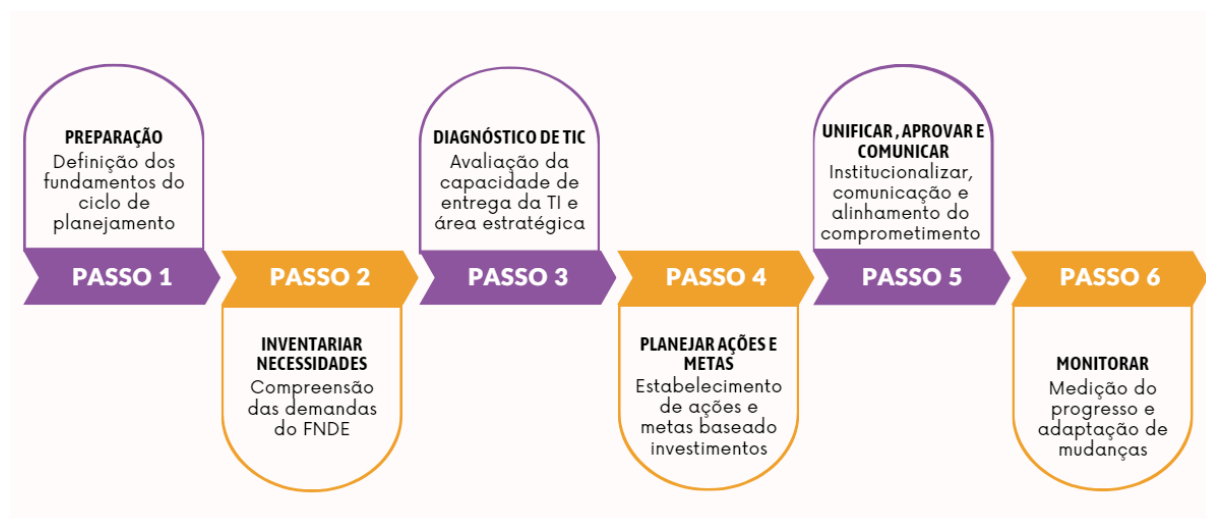 PREPARAÇÃO
Definição dos
fundamentos do
ciclo de
planejamento
PASSO 1
PASSO 2
INVENTARIAR
NECESSIDADES
Compreensão
das demandas
do FNDE
DIAGNÓSTICO DE TIC
Avaliação da
capacidade de
entrega da TI e
área estratégica
PASSO 3
PASSO 4
PLANEJAR AÇÕES E
METAS
Estabelecimento
de ações e
metas baseado
investimentos
UNIFICAR , APROVAR E
COMUNICAR
Institucionalizar,
comunicação e
alinhamento do
comprometimento
PASSO 5
PASSO 6
MONITORAR
Medição do
progresso e
adaptação de
mudanças